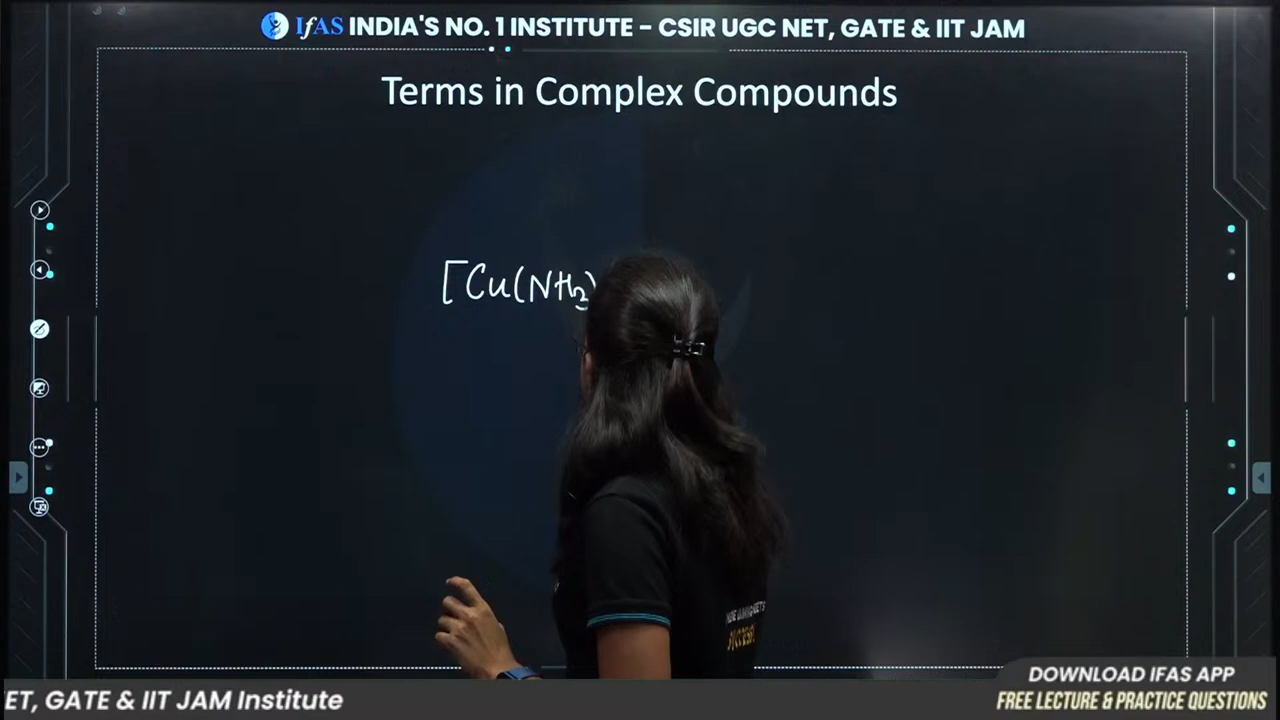 IfAS INDIA'S NO. 1 INSTITUTE – CSIR UGC NET, GATE & IIT JAM
Terms in Complex Compounds
[Cu(NH3)
SUCCESS
DOWNLOAD IFAS APP
ET, GATE & IIT JAM Institute
FREE LECTURE & PRACTICE QUESTIONS